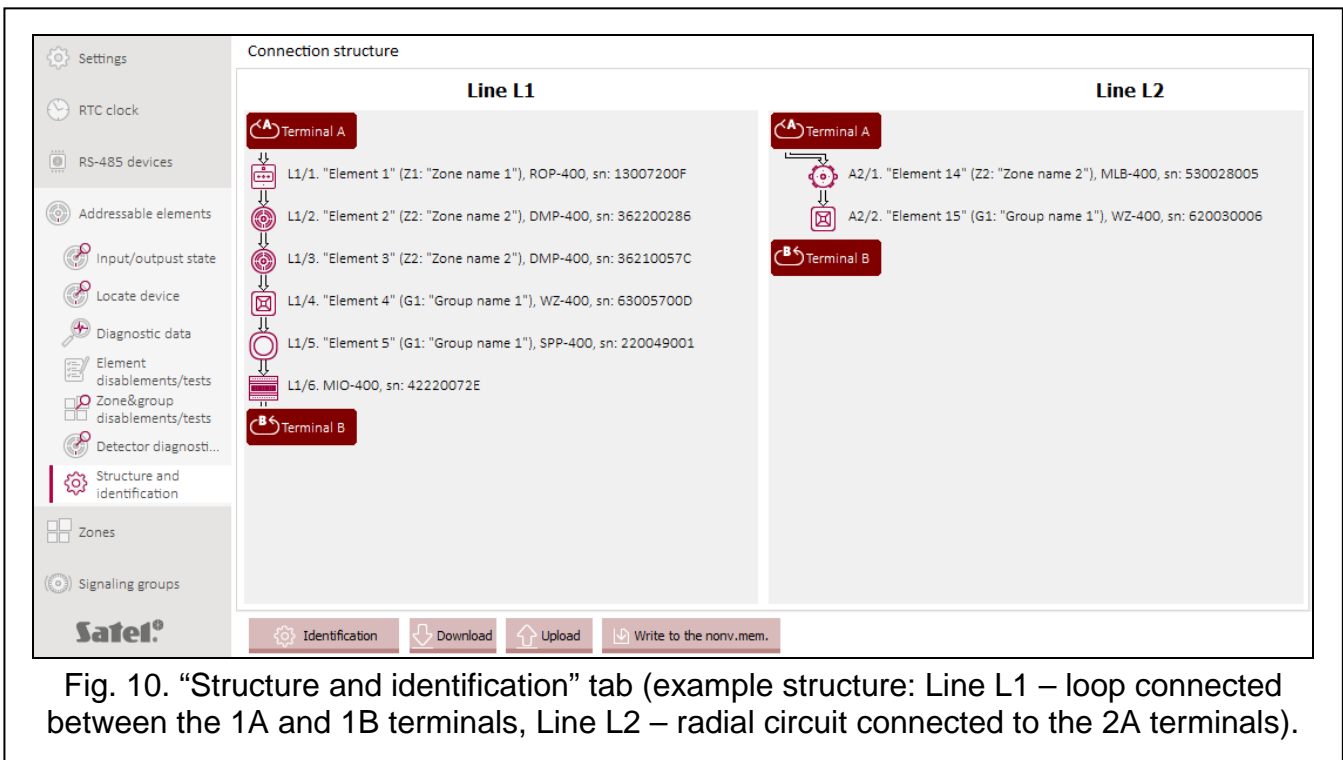 Settings
RTC clock
RS-485 devices
Addressable elements
Input/outpust state
Locate device
Diagnostic data
Element
disablements/tests
Zone&group
disablements/tests
Detector diagnosti...
Structure and
identification
Zones
Signaling groups
Satel.®
Connection structure
Line L1
A Terminal A
L1/1. "Element 1" (Z1: "Zone name 1"), ROP-400, sn: 13007200F
L1/2. "Element 2" (Z2: "Zone name 2"), DMP-400, sn: 362200286
L1/3. "Element 3" (Z2: "Zone name 2"), DMP-400, sn: 36210057C
L1/4. "Element 4" (G1: "Group name 1"), WZ-400, sn: 63005700D
L1/5. "Element 5" (G1: "Group name 1"), SPP-400, sn: 220049001
L1/6. MIO-400, sn: 42220072E
B Terminal B
Line L2
A Terminal A
A2/1. "Element 14" (Z2: "Zone name 2"), MLB-400, sn: 530028005
A2/2. "Element 15" (G1: "Group name 1"), WZ-400, sn: 620030006
B Terminal B
Identification
Download
Upload
Write to the nonv.mem.
Fig. 10. “Structure and identification” tab (example structure: Line L1 – loop connected
between the 1A and 1B terminals, Line L2 – radial circuit connected to the 2A terminals).